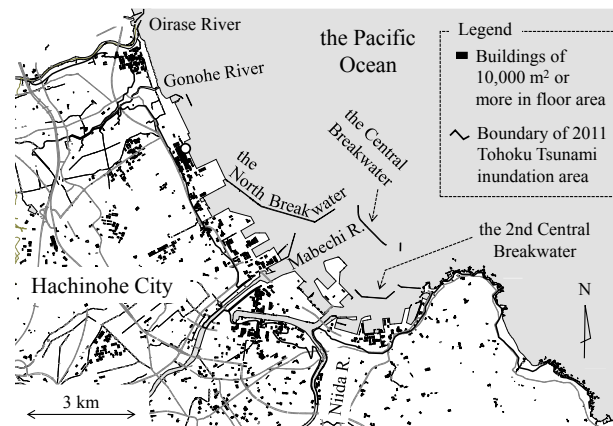 Oirase River
the Pacific
Ocean
Gonohe River
Legend
Buildings of
10,000 m² or
more in floor area
Boundary of 2011
Tohoku Tsunami
inundation area
the Central
Breakwater
the
North Breakwater
Mabechi R.
the 2nd Central
Breakwater
Hachinohe City
N
3 km
Niida R.